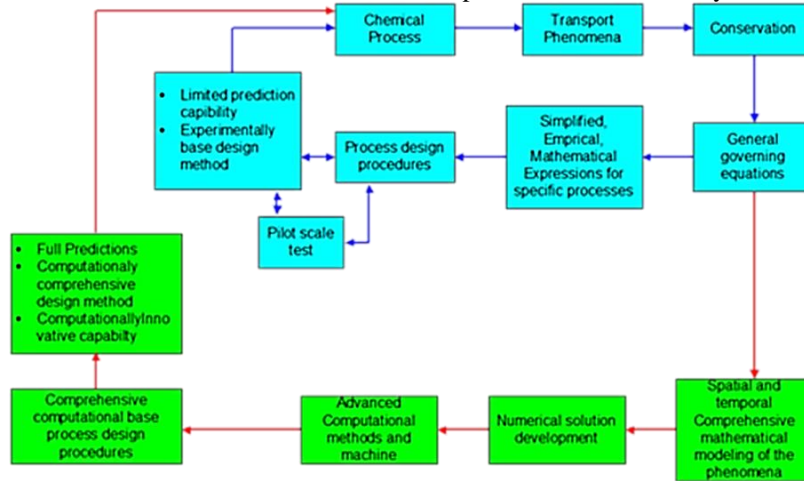 Chemical
Process
Transport
Phenomena
Conservation
• Limited prediction
capibility
• Experimentally
base design
method
Process design
procedures
Simplified,
Emprical,
Mathematical
Expressions for
specific processes
General
governing
equations
Pilot scale
test
• Full Predictions
• Computationaly
comprehensive
design method
• ComputationallyInno
vative capabilty
Comprehensive
computational base
process design
procedures
Advanced
Computational
methods and
machine
Numerical solution
development
Spatial and
temporal
Comprehensive
mathematical
modeling of the
phenomena